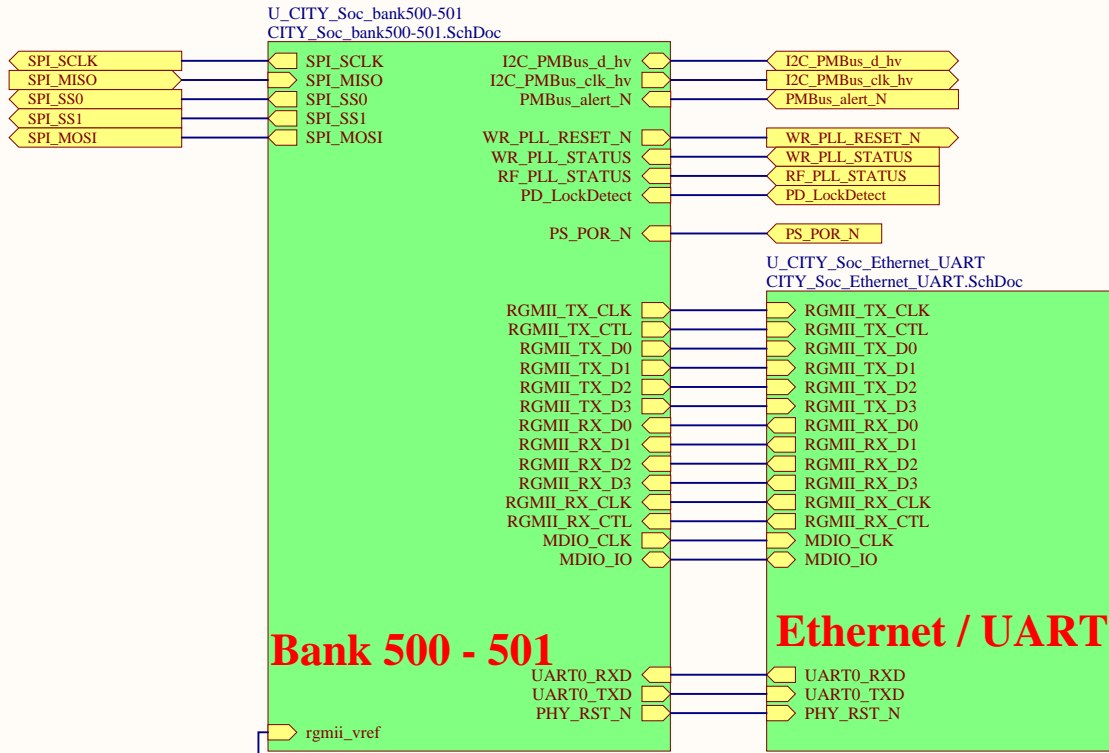 U_CITY_Soc_bank500-501
CITY_Soc_bank500-501.SchDoc
SPI_SCLK SPI_SCLK I2C_PMBus_d_hv I2C_PMBus_d_hv
SPI_MISO SPI_MISO I2C_PMBus_clk_hv I2C_PMBus_clk_hv
SPI_SS0 SPI_SS0 PMBus_alert_N PMBus_alert_N
SPI_SS1 SPI_SS1
SPI_MOSI SPI_MOSI WR_PLL_RESET_N WR_PLL_RESET_N
WR_PLL_STATUS WR_PLL_STATUS
RF_PLL_STATUS RF_PLL_STATUS
PD_LockDetect PD_LockDetect
PS_POR_N PS_POR_N
U_CITY_Soc_Ethernet_UART
CITY_Soc_Ethernet_UART.SchDoc
RGMII_TX_CLK RGMII_TX_CLK
RGMII_TX_CTL RGMII_TX_CTL
RGMII_TX_D0 RGMII_TX_D0
RGMII_TX_D1 RGMII_TX_D1
RGMII_TX_D2 RGMII_TX_D2
RGMII_TX_D3 RGMII_TX_D3
RGMII_RX_D0 RGMII_RX_D0
RGMII_RX_D1 RGMII_RX_D1
RGMII_RX_D2 RGMII_RX_D2
RGMII_RX_D3 RGMII_RX_D3
RGMII_RX_CLK RGMII_RX_CLK
RGMII_RX_CTL RGMII_RX_CTL
MDIO_CLK MDIO_CLK
MDIO_IO MDIO_IO
Bank 500 - 501 Ethernet / UART
UART0_RXD UART0_RXD
UART0_TXD UART0_TXD
PHY_RST_N PHY_RST_N
rgmii_vref